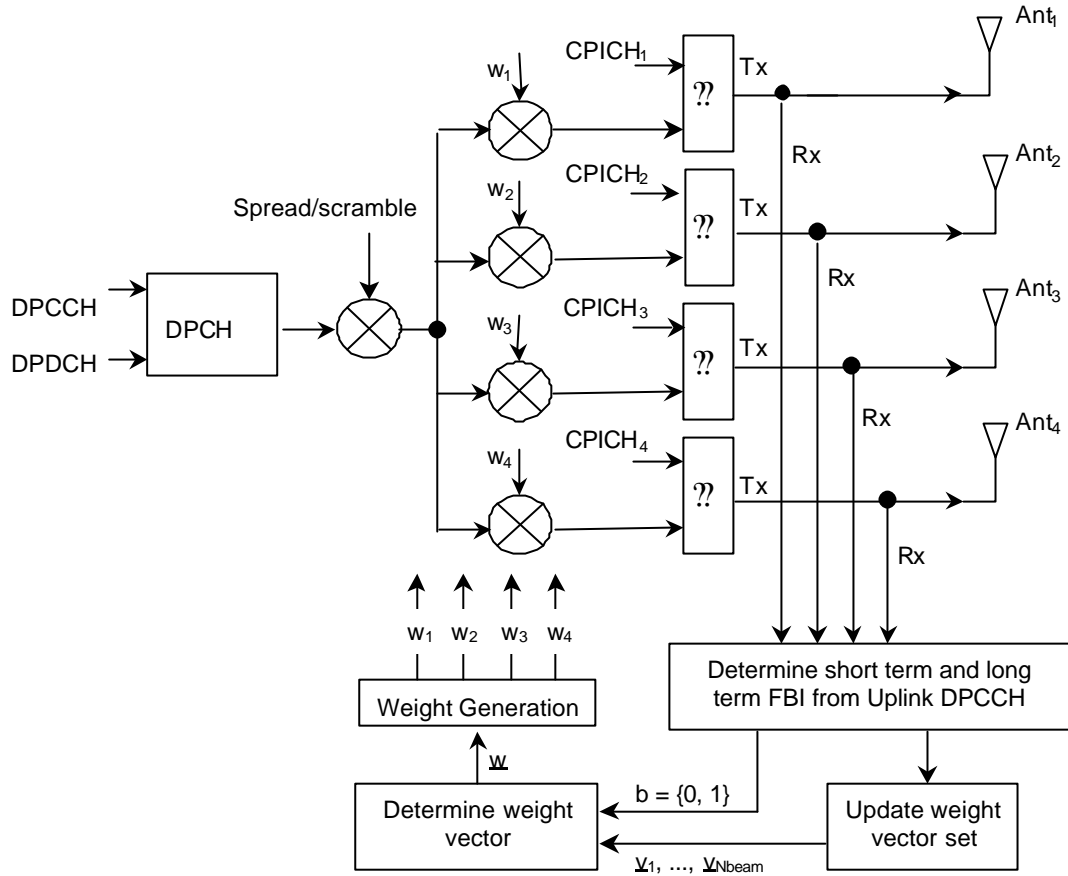 Ant₁
CPICH₁
w₁
Tx
⁇
Rx
Ant₂
CPICH₂
w₂
Tx
⁇
Spread/scramble
Rx
Ant₃
DPCCH
CPICH₃
w₃
Tx
DPCH
⁇
DPDCH
Rx
Ant₄
CPICH₄
w₄
Tx
⁇
Rx
w₁ w₂ w₃ w₄
Determine short term and long
term FBI from Uplink DPCCH
Weight Generation
w
b = {0, 1}
Determine weight
vector
Update weight
vector set
v₁, ..., v_Nbeam